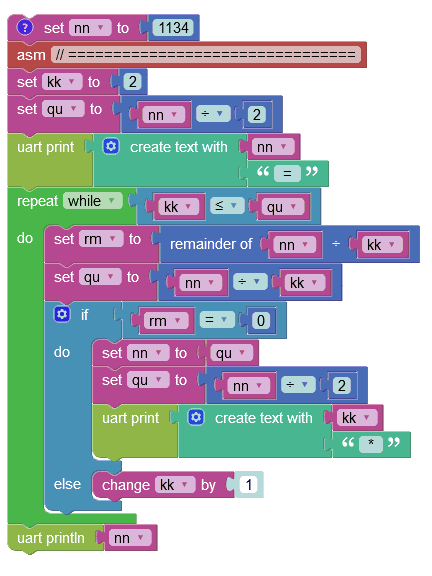 ? set nn ▾ to 1134
asm // ================================
set kk ▾ to 2
set qu ▾ to nn ▾ ÷ ▾ 2
uart print create text with nn ▾
“ = ”
repeat while ▾ kk ▾ ≤ ▾ qu ▾
do set rm ▾ to remainder of nn ▾ ÷ kk ▾
set qu ▾ to nn ▾ ÷ ▾ kk ▾
if rm ▾ = ▾ 0
do set nn ▾ to qu ▾
set qu ▾ to nn ▾ ÷ ▾ 2
uart print create text with kk ▾
“ * ”
else change kk ▾ by 1
uart println nn ▾